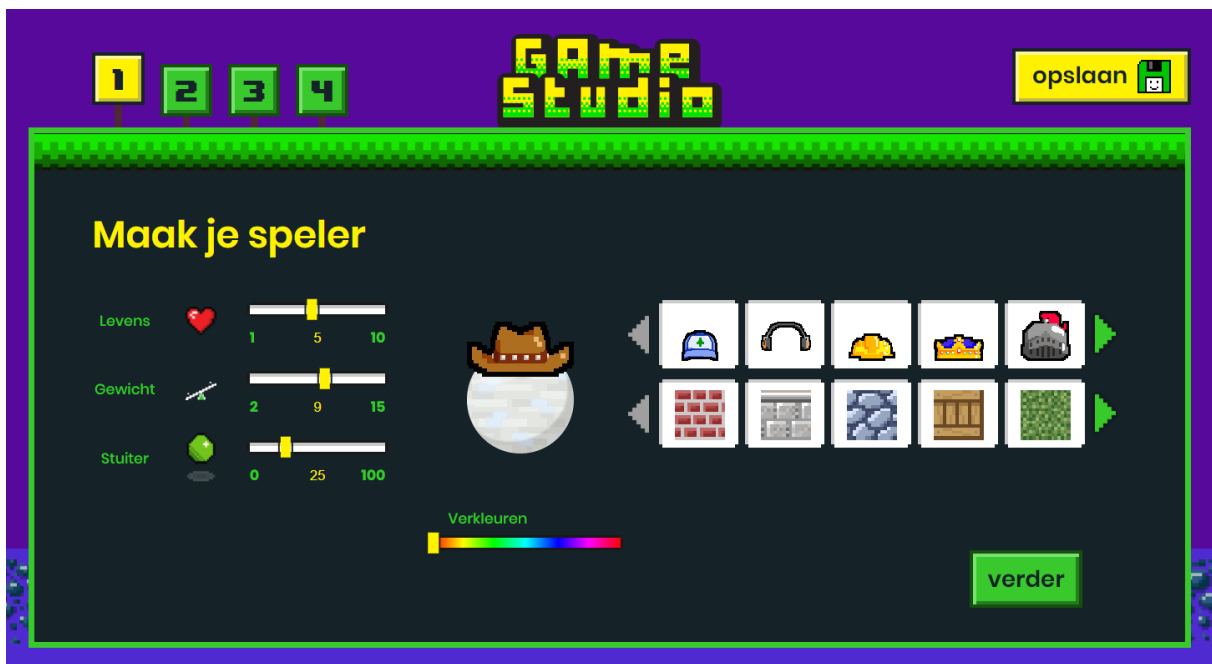 1 2 3 4
GAme
Studio
opslaan
Maak je speler
Levens
1 5 10
Gewicht
2 9 15
Stuiter
0 25 100
Verkleuren
verder